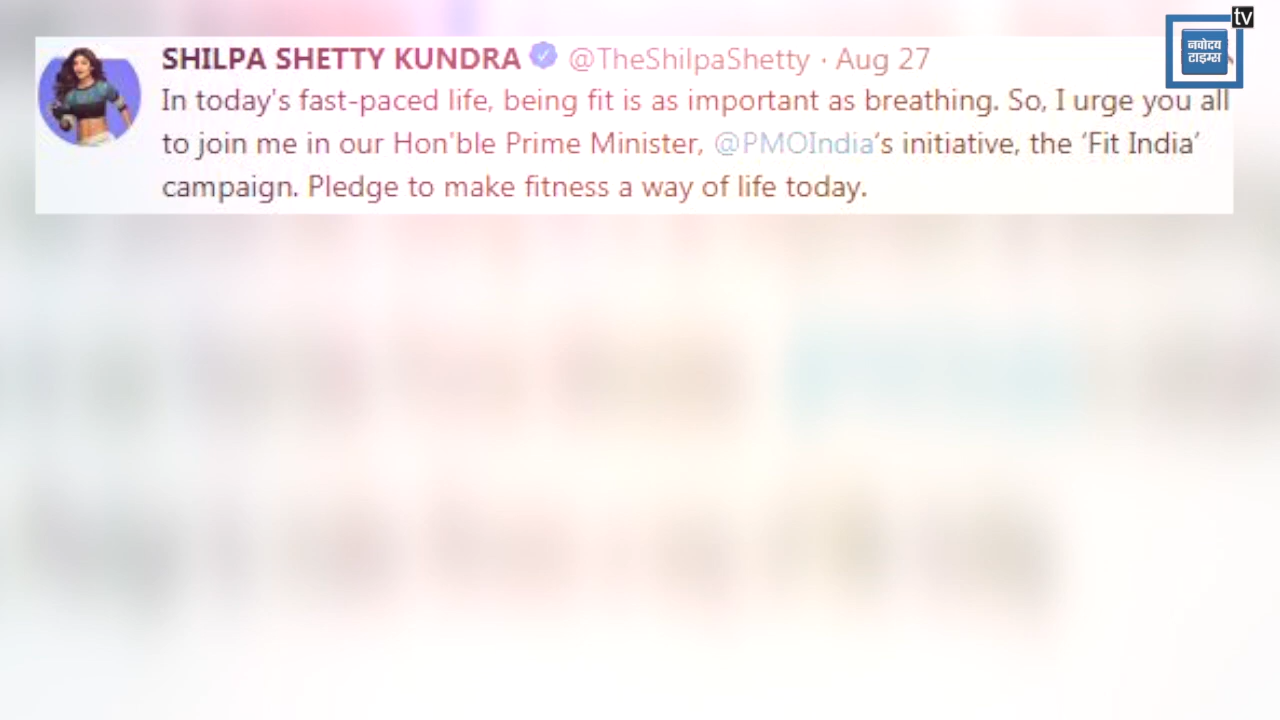 tv
नवोदय
टाइम्स
SHILPA SHETTY KUNDRA @TheShilpaShetty · Aug 27
In today's fast-paced life, being fit is as important as breathing. So, I urge you all
to join me in our Hon'ble Prime Minister, @PMOIndia's initiative, the ‘Fit India’
campaign. Pledge to make fitness a way of life today.